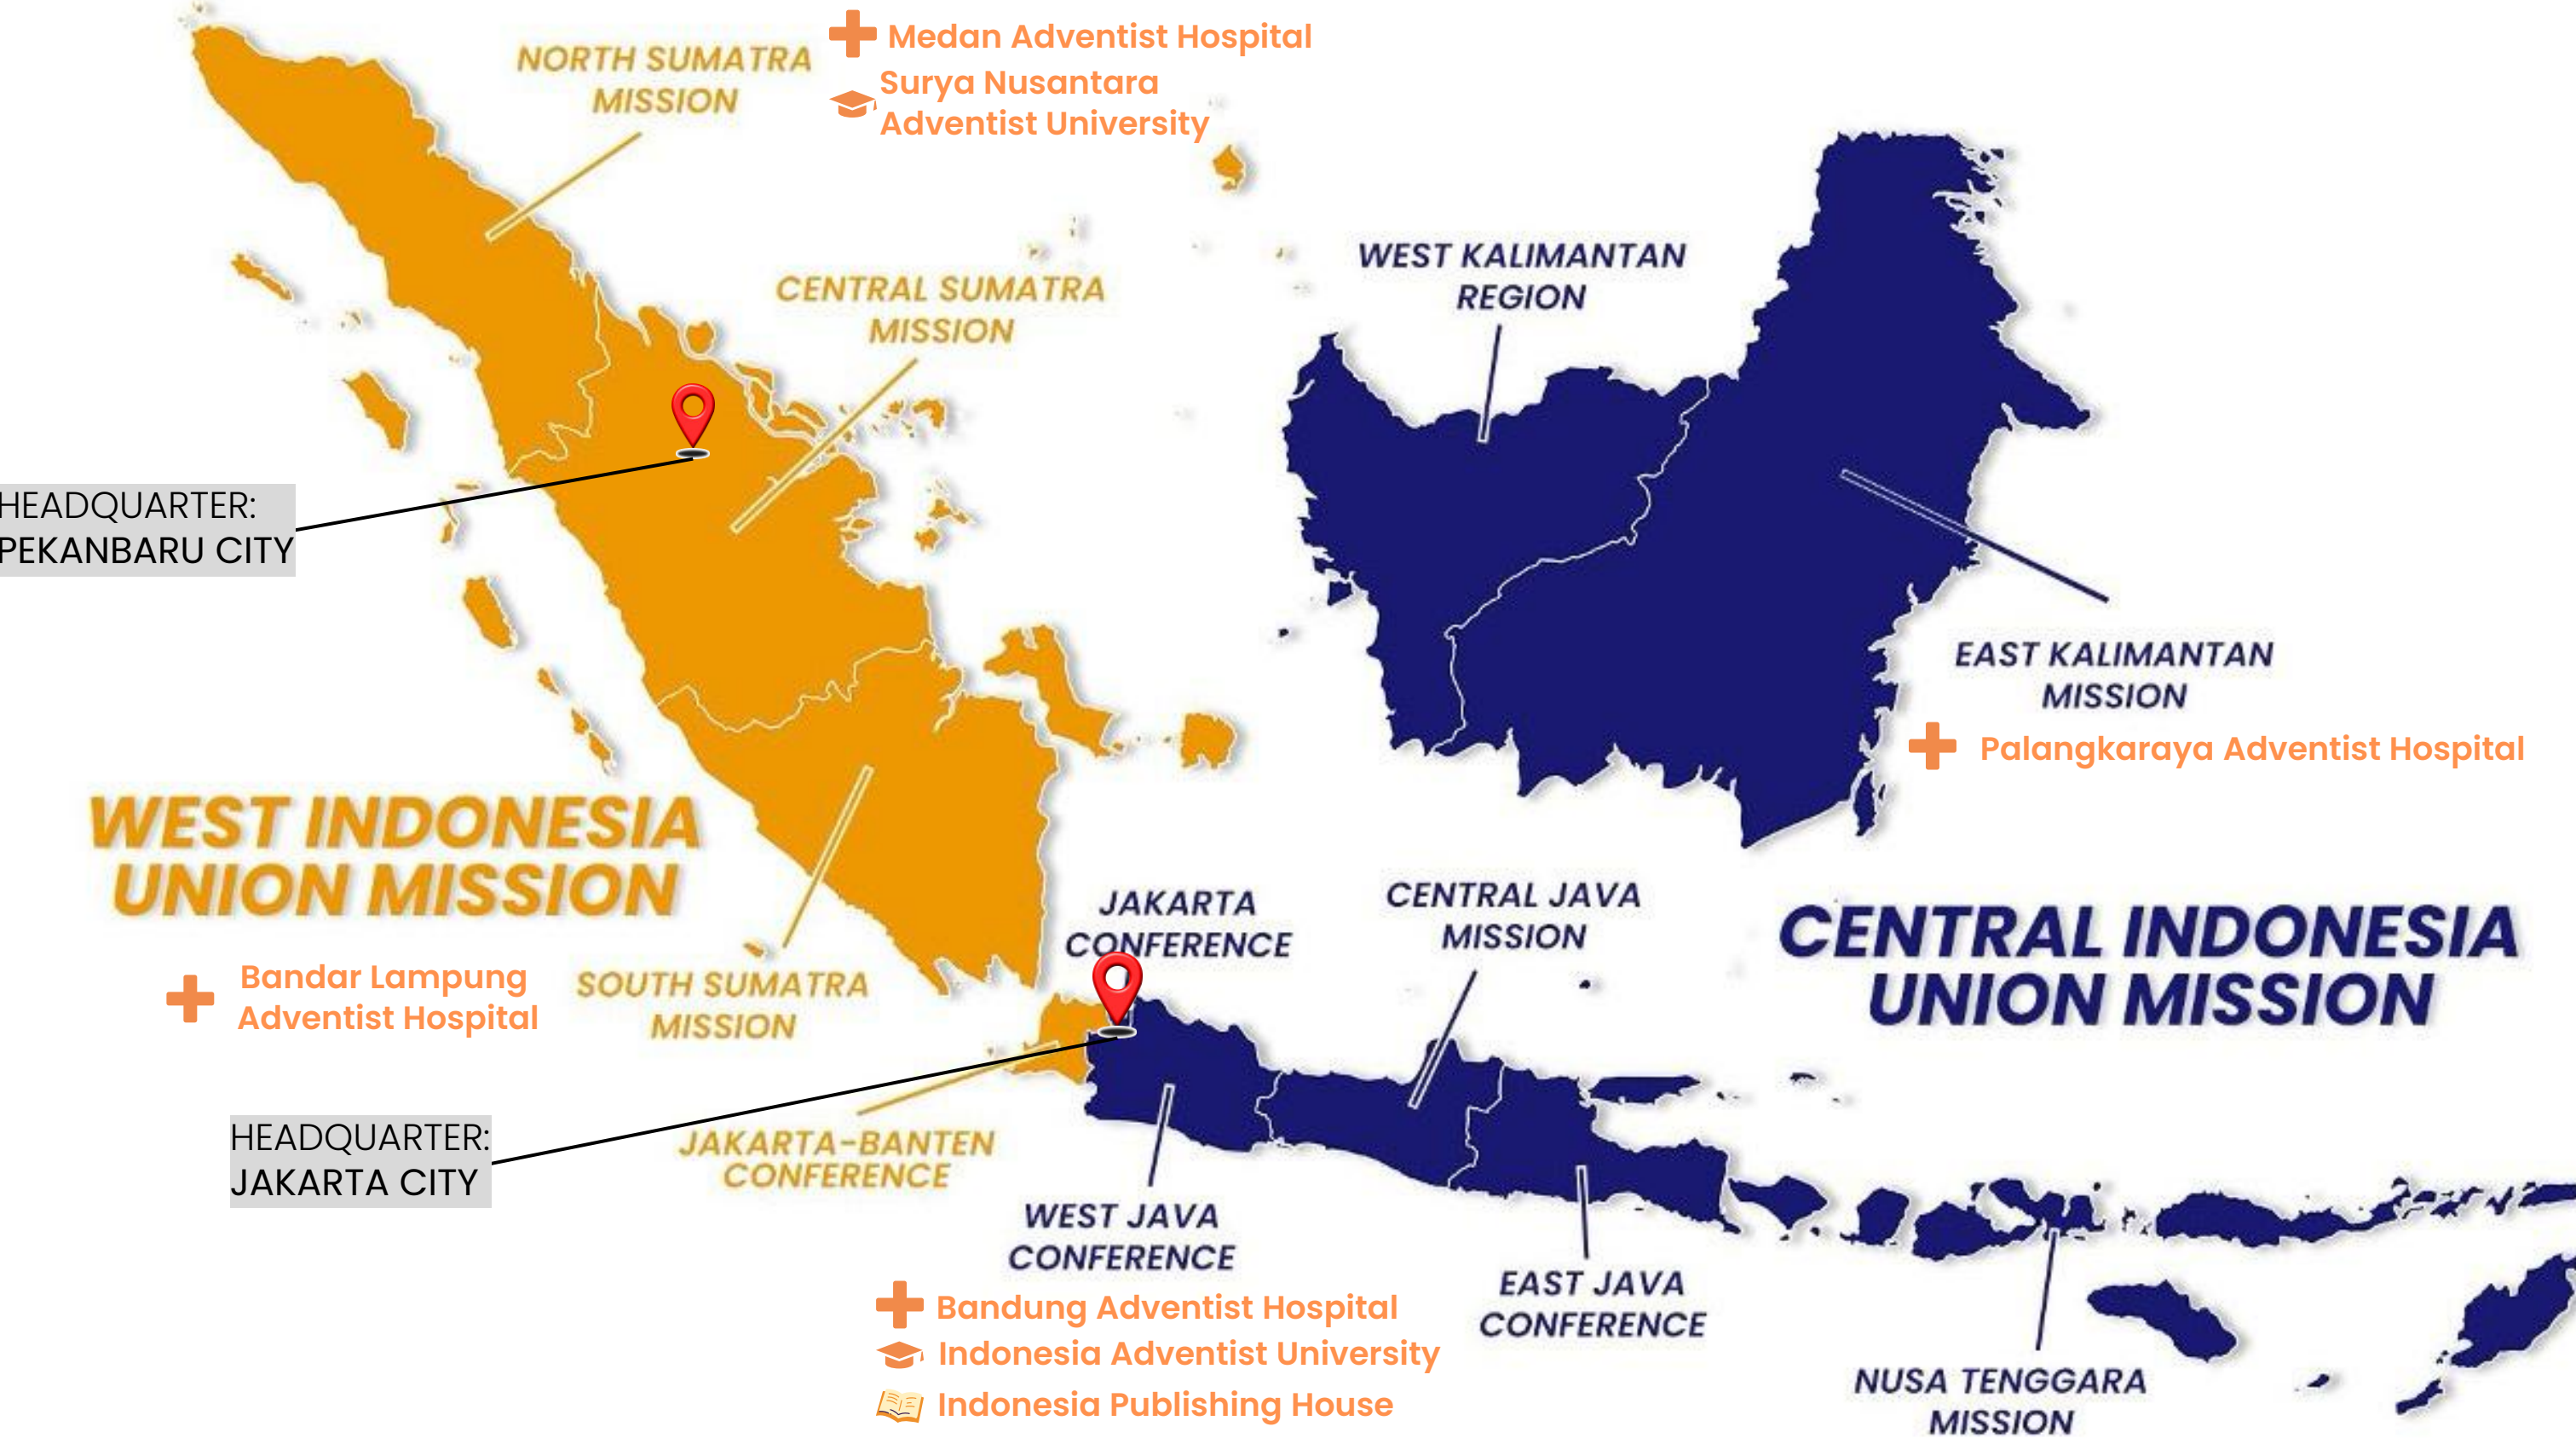 NORTH SUMATRA
MISSION
Medan Adventist Hospital
Surya Nusantara
Adventist University
CENTRAL SUMATRA
MISSION
WEST KALIMANTAN
REGION
HEADQUARTER:
PEKANBARU CITY
EAST KALIMANTAN
MISSION
Palangkaraya Adventist Hospital
WEST INDONESIA
UNION MISSION
Bandar Lampung
Adventist Hospital
SOUTH SUMATRA
MISSION
JAKARTA
CONFERENCE
CENTRAL JAVA
MISSION
CENTRAL INDONESIA
UNION MISSION
HEADQUARTER:
JAKARTA CITY
JAKARTA-BANTEN
CONFERENCE
WEST JAVA
CONFERENCE
Bandung Adventist Hospital
Indonesia Adventist University
Indonesia Publishing House
EAST JAVA
CONFERENCE
NUSA TENGGARA
MISSION